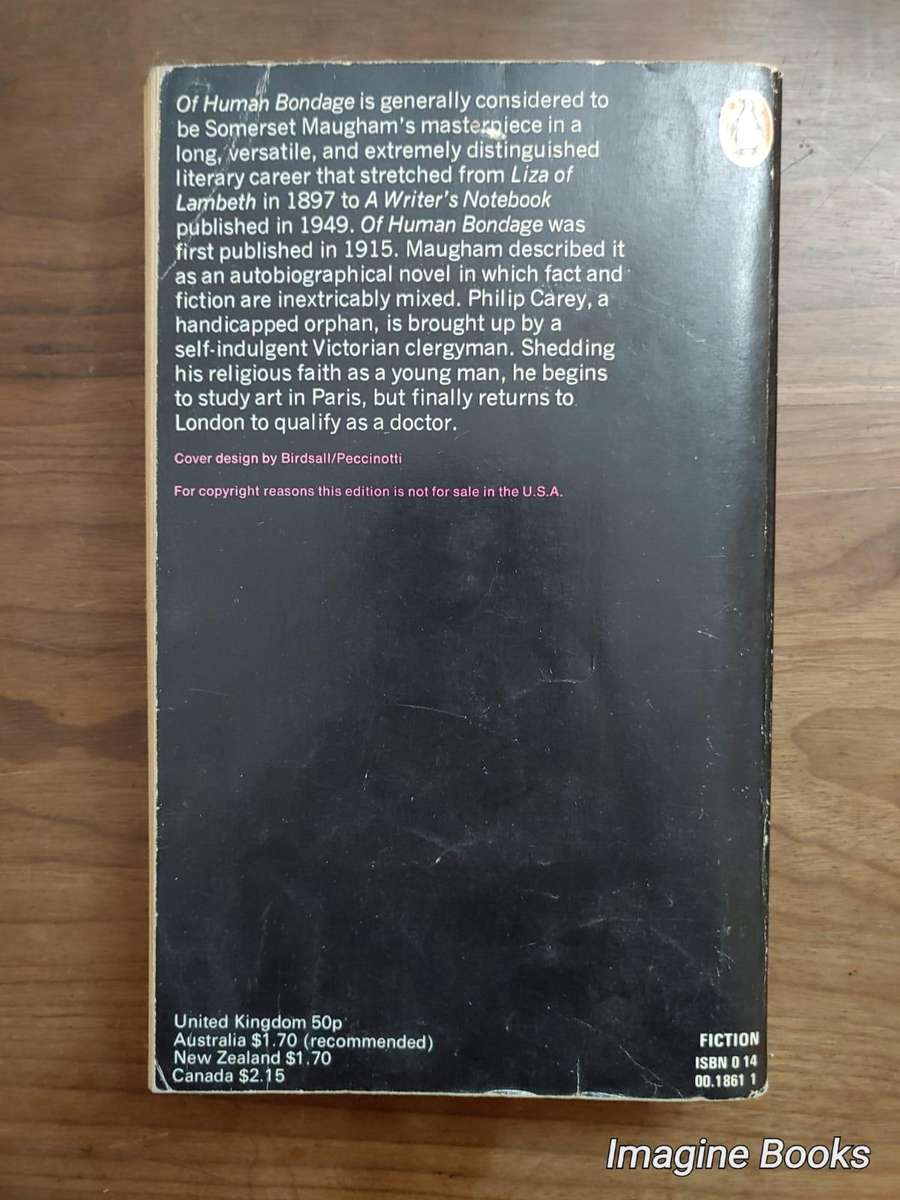 Of Human Bondage is generally considered to
be Somerset Maugham's masterpiece in a
long, versatile, and extremely distinguished
literary career that stretched from Liza of
Lambeth in 1897 to A Writer's Notebook
published in 1949. Of Human Bondage was
first published in 1915. Maugham described it
as an autobiographical novel in which fact and
fiction are inextricably mixed. Philip Carey, a
handicapped orphan, is brought up by a
self-indulgent Victorian clergyman. Shedding
his religious faith as a young man, he begins
to study art in Paris, but finally returns to
London to qualify as a doctor.
Cover design by Birdsall/Peccinotti
For copyright reasons this edition is not for sale in the U.S.A.
United Kingdom 50p
Australia $1.70 (recommended)
New Zealand $1.70
Canada $2.15
FICTION
ISBN 0 14
00.1861 1
Imagine Books